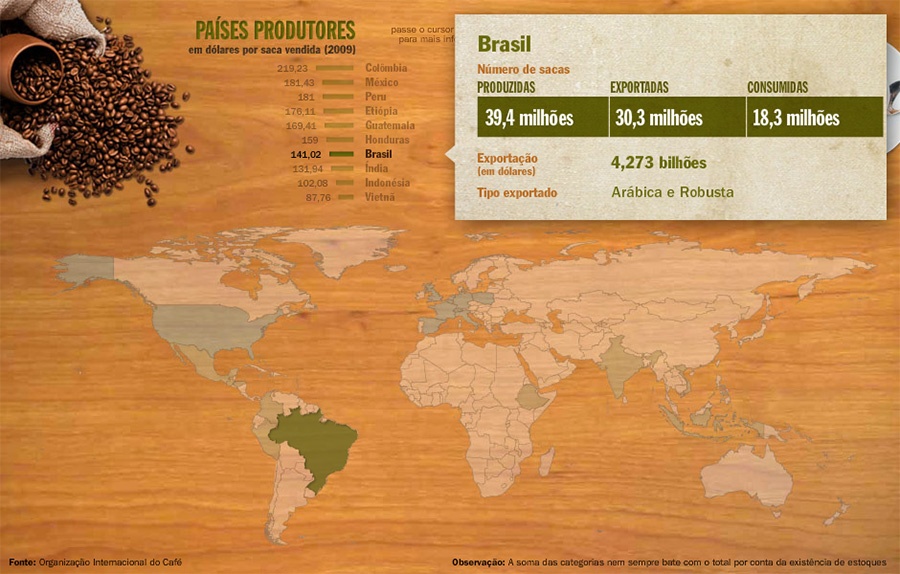 PAÍSES PRODUTORES
em dólares por saca vendida (2009)
passe o cursor
para mais inf
219,23 Colômbia
181,43 México
181 Peru
176,11 Etiópia
169,41 Guatemala
159 Honduras
141,02 Brasil
131,94 Índia
102,08 Indonésia
87,76 Vietnã
Brasil
Número de sacas
PRODUZIDAS EXPORTADAS CONSUMIDAS
39,4 milhões 30,3 milhões 18,3 milhões
Exportação 4,273 bilhões
(em dólares)
Tipo exportado Arábica e Robusta
Fonte: Organização Internacional do Café
Observação: A soma das categorias nem sempre bate com o total por conta da existência de estoques